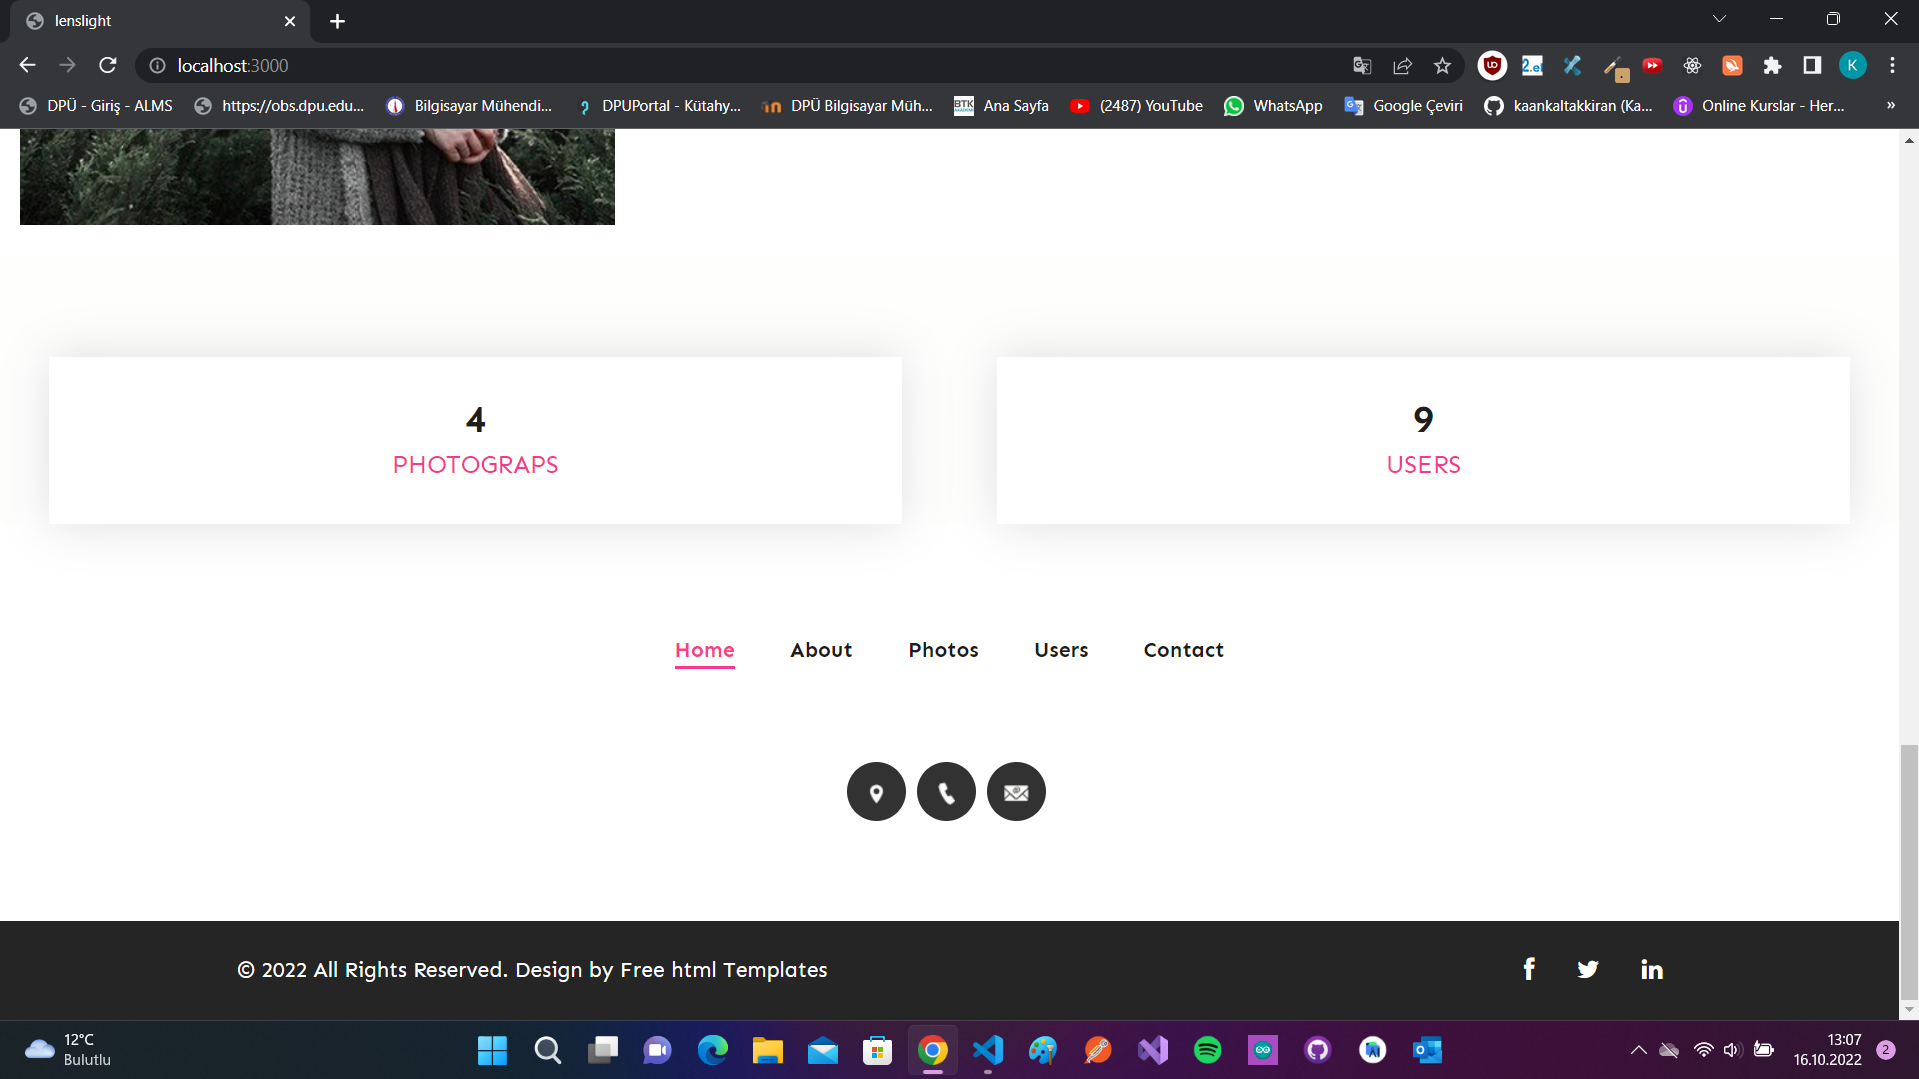 lenslight
localhost:3000
DPÜ - Giriş - ALMS
https://obs.dpu.edu...
Bilgisayar Mühendi...
DPUPortal - Kütahy...
DPÜ Bilgisayar Müh...
BTK
Ana Sayfa
(2487) YouTube
WhatsApp
Google Çeviri
kaankaltakkiran (Ka...
Online Kurslar - Her...
»
K
4
PHOTOGRAPS
9
USERS
Home About Photos Users Contact
© 2022 All Rights Reserved. Design by Free html Templates
12°C
Bulutlu
13:07
16.10.2022
2